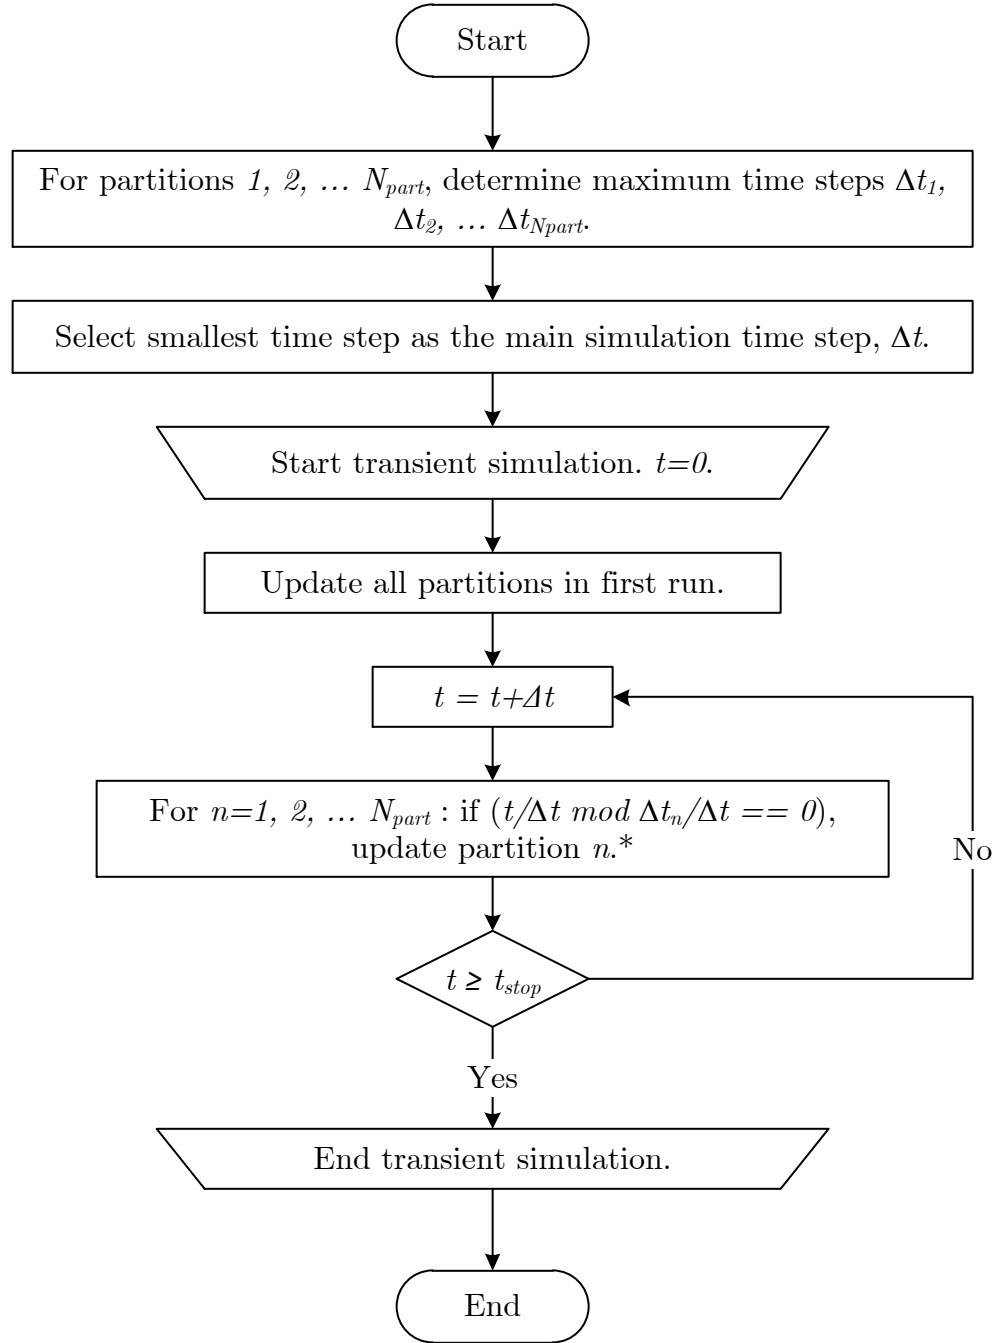 Start
For partitions 1, 2, ... N_part, determine maximum time steps Δt_1,
Δt_2, ... Δt_Npart.
Select smallest time step as the main simulation time step, Δt.
Start transient simulation. t=0.
Update all partitions in first run.
t = t+Δt
For n=1, 2, ... N_part : if (t/Δt mod Δt_n/Δt == 0),
update partition n.*
No
t ≥ t_stop
Yes
End transient simulation.
End